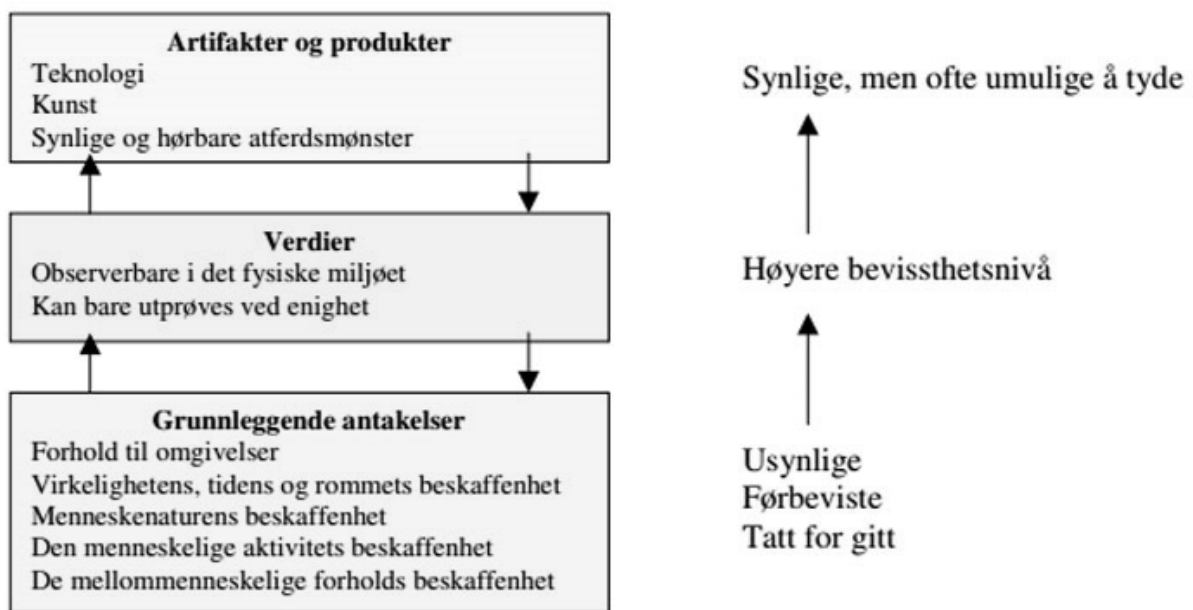 Artifakter og produkter
Teknologi
Kunst
Synlige og hørbare atferdsmønster
Synlige, men ofte umulige å tyde
Verdier
Observerbare i det fysiske miljøet
Kan bare utprøves ved enighet
Høyere bevissthetsnivå
Grunnleggende antakelser
Forhold til omgivelser
Virkelighetens, tidens og rommets beskaffenhet
Menneskenaturens beskaffenhet
Den menneskelige aktivitets beskaffenhet
De mellommenneskelige forholds beskaffenhet
Usynlige
Førbeviste
Tatt for gitt